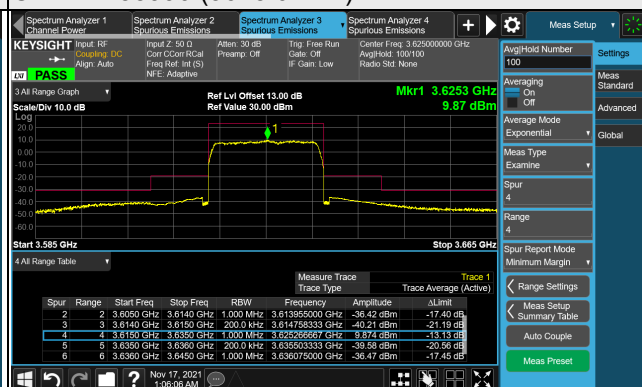 Spectrum Analyzer 1
Channel Power
Spectrum Analyzer 2
Spurious Emissions
Spectrum Analyzer 3
Spurious Emissions
Spectrum Analyzer 4
Spurious Emissions
Meas Setup
KEYSIGHT
Input: RF
Coupling: DC
Align: Auto
Input Z: 50 Ω
Corr CCorr RCal
Freq Ref: Int (S)
NFE: Adaptive
Atten: 30 dB
Preamp: Off
Trig: Free Run
Gate: Off
IF Gain: Low
Center Freq: 3.625000000 GHz
Avg|Hold: 100/100
Radio Std: None
LXI PASS
3 All Range Graph
Scale/Div 10.0 dB
Ref Lvl Offset 13.00 dB
Ref Value 30.00 dBm
Mkr1 3.6253 GHz
9.87 dBm
Log
20.0
10.0
0.00
-10.0
-20.0
-30.0
-40.0
-50.0
-60.0
1
Start 3.585 GHz
Stop 3.665 GHz
4 All Range Table
Measure Trace Trace 1
Trace Type Trace Average (Active)
Spur Range Start Freq Stop Freq RBW Frequency Amplitude ΔLimit
2 2 3.6050 GHz 3.6140 GHz 1.000 MHz 3.613955000 GHz -36.42 dBm -17.40 dB
3 3 3.6140 GHz 3.6150 GHz 200.0 kHz 3.614758333 GHz -40.21 dBm -21.19 dB
4 4 3.6150 GHz 3.6350 GHz 1.000 MHz 3.625266667 GHz 9.874 dBm -13.13 dB
5 5 3.6350 GHz 3.6360 GHz 200.0 kHz 3.635503333 GHz -39.58 dBm -20.56 dB
6 6 3.6360 GHz 3.6450 GHz 1.000 MHz 3.636075000 GHz -36.47 dBm -17.45 dB
Nov 17, 2021
1:06:06 AM
Avg|Hold Number
100
Averaging
On
Off
Average Mode
Exponential
Meas Type
Examine
Spur
4
Range
4
Spur Report Mode
Minimum Margin
Range Settings
Meas Setup
Summary Table
Auto Couple
Meas Preset
Settings
Meas
Standard
Advanced
Global